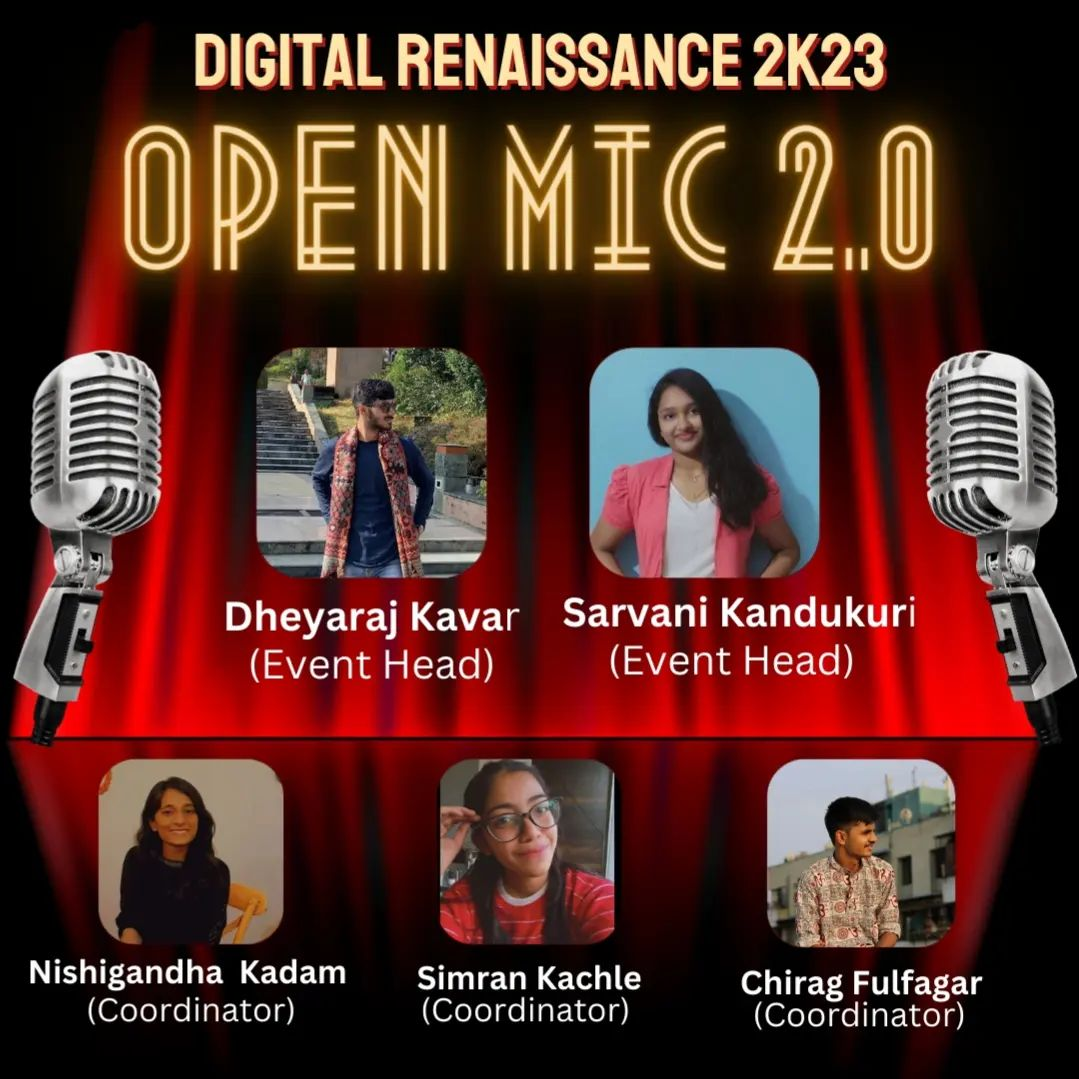 DIGITAL RENAISSANCE 2K23
OPEN MIC 2.0
Dheyaraj Kavar
(Event Head)
Sarvani Kandukuri
(Event Head)
Nishigandha Kadam
(Coordinator)
Simran Kachle
(Coordinator)
Chirag Fulfagar
(Coordinator)